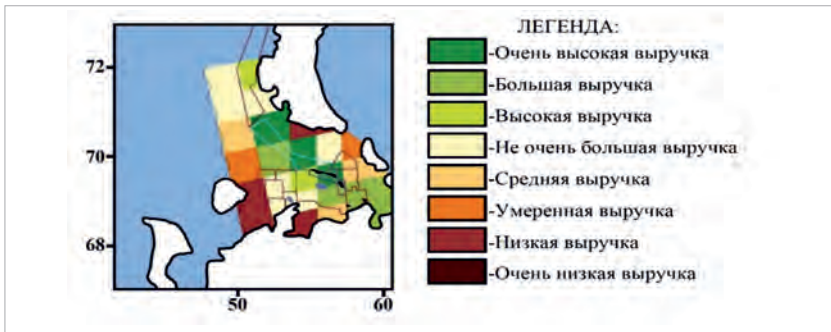 ЛЕГЕНДА:
-Очень высокая выручка
-Большая выручка
-Высокая выручка
-Не очень большая выручка
-Средняя выручка
-Умеренная выручка
-Низкая выручка
-Очень низкая выручка
72
70
68
50
60